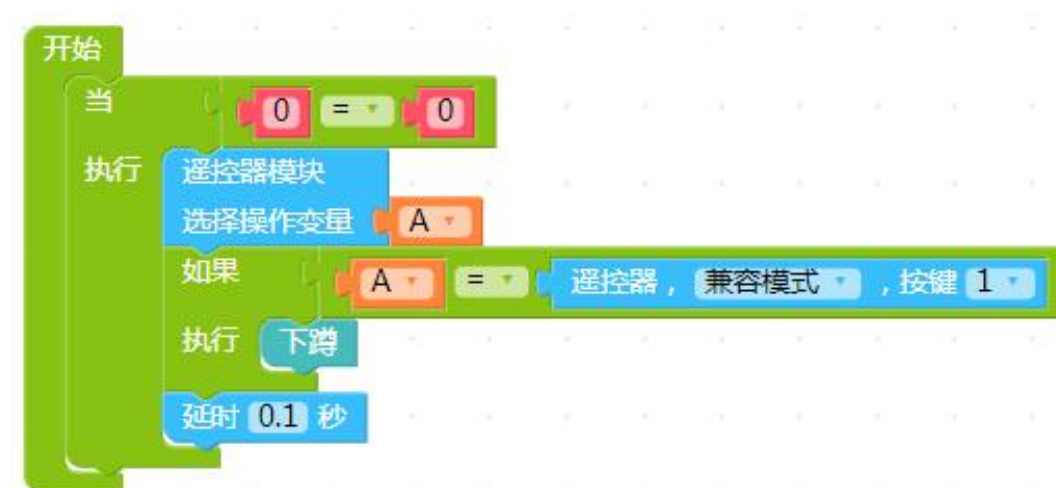 开始
当 0 = 0
执行 遥控器模块
选择操作变量 A
如果 A = 遥控器，兼容模式，按键 1
执行 下蹲
延时 0.1 秒